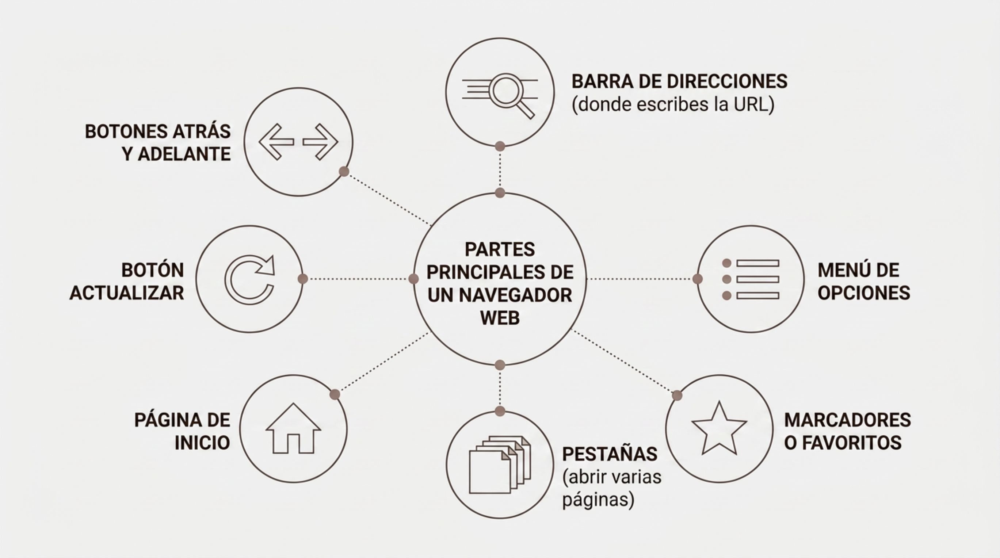 BARRA DE DIRECCIONES
(donde escribes la URL)
BOTONES ATRÁS
Y ADELANTE
PARTES
PRINCIPALES DE
UN NAVEGADOR
WEB
BOTÓN
ACTUALIZAR
MENÚ DE
OPCIONES
PÁGINA DE
INICIO
PESTAÑAS
(abrir varias
páginas)
MARCADORES
O FAVORITOS